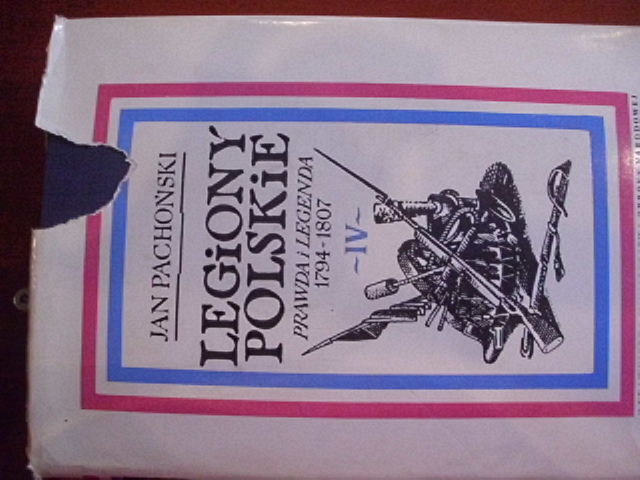 JAN PACHOŃSKI
LEGiONY
POLSKiE
PRAWDA i LEGENDA
1794-1807
~IV~